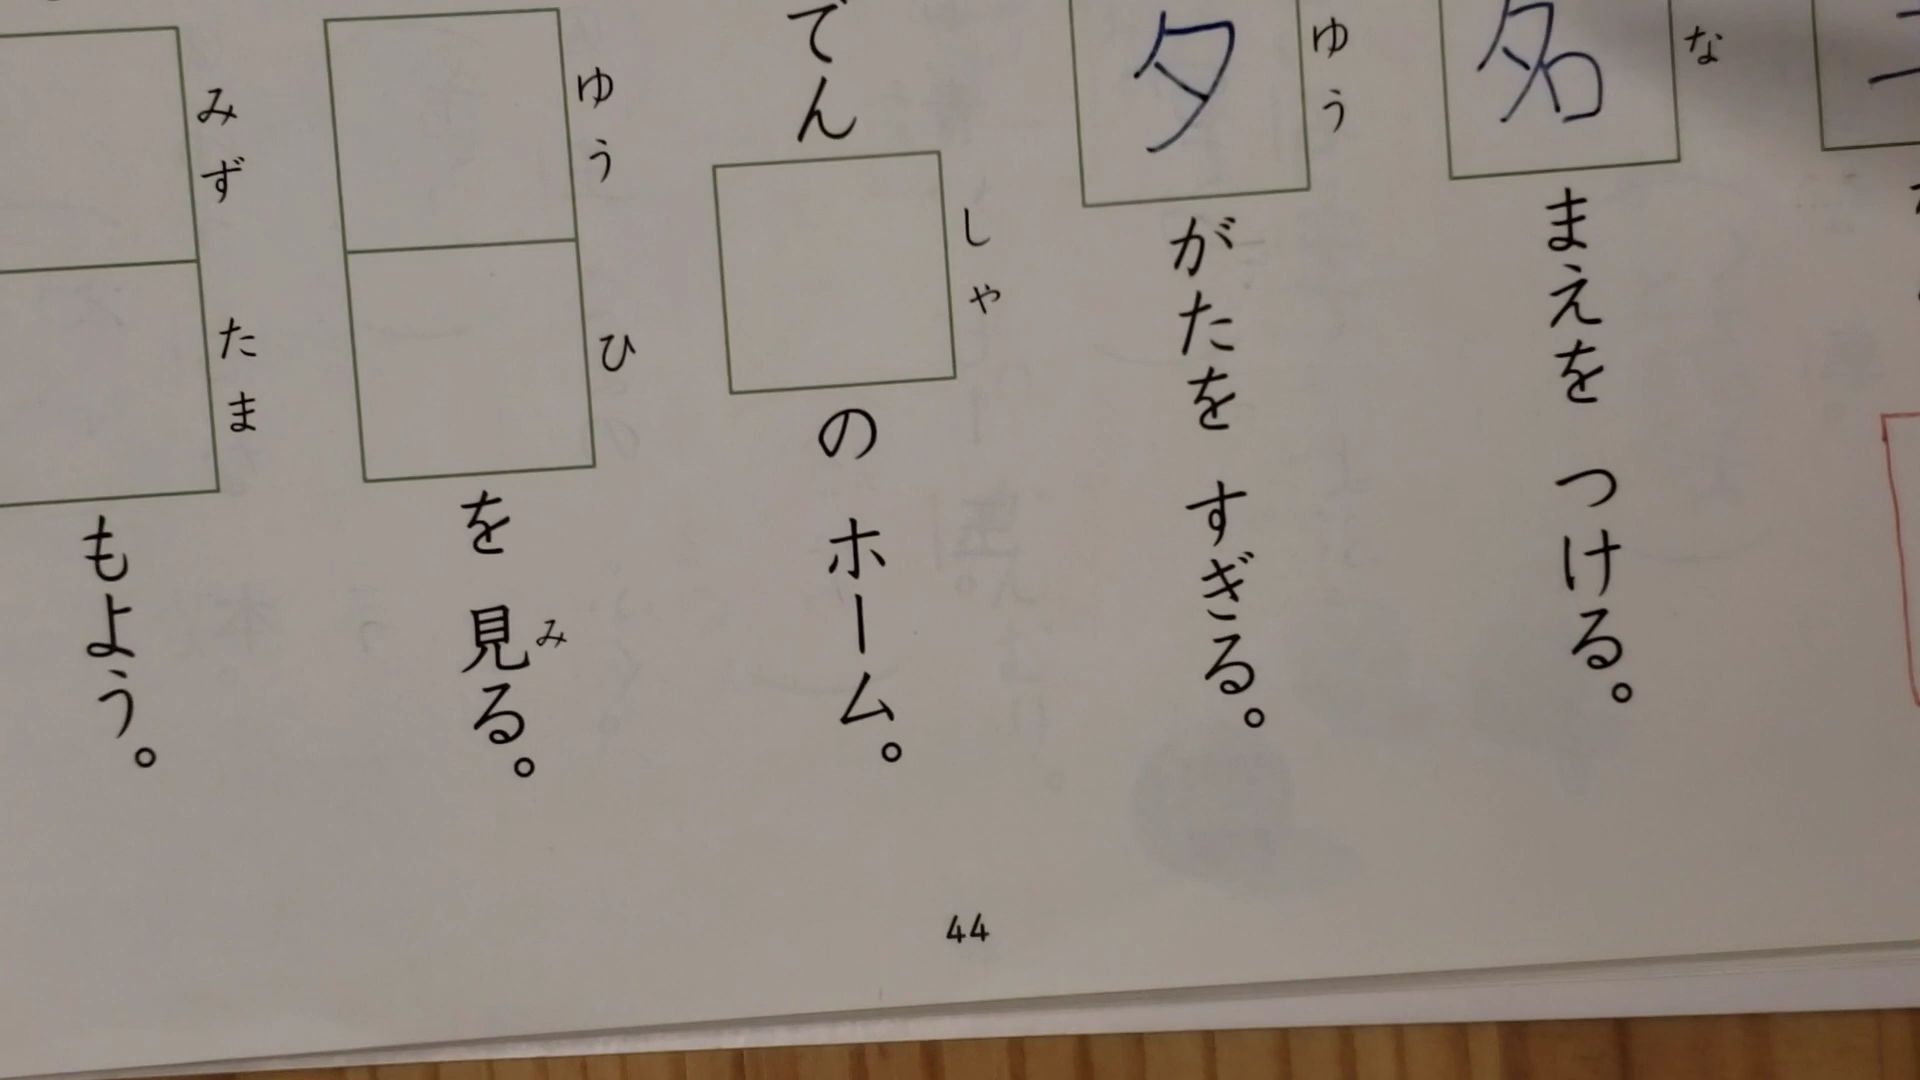 な
名まえを つける。
ゆう
夕がたを すぎる。
しゃ
でん の ホーム。
ゆう ひ
を 見る。
み
みず たま
もよう。
44